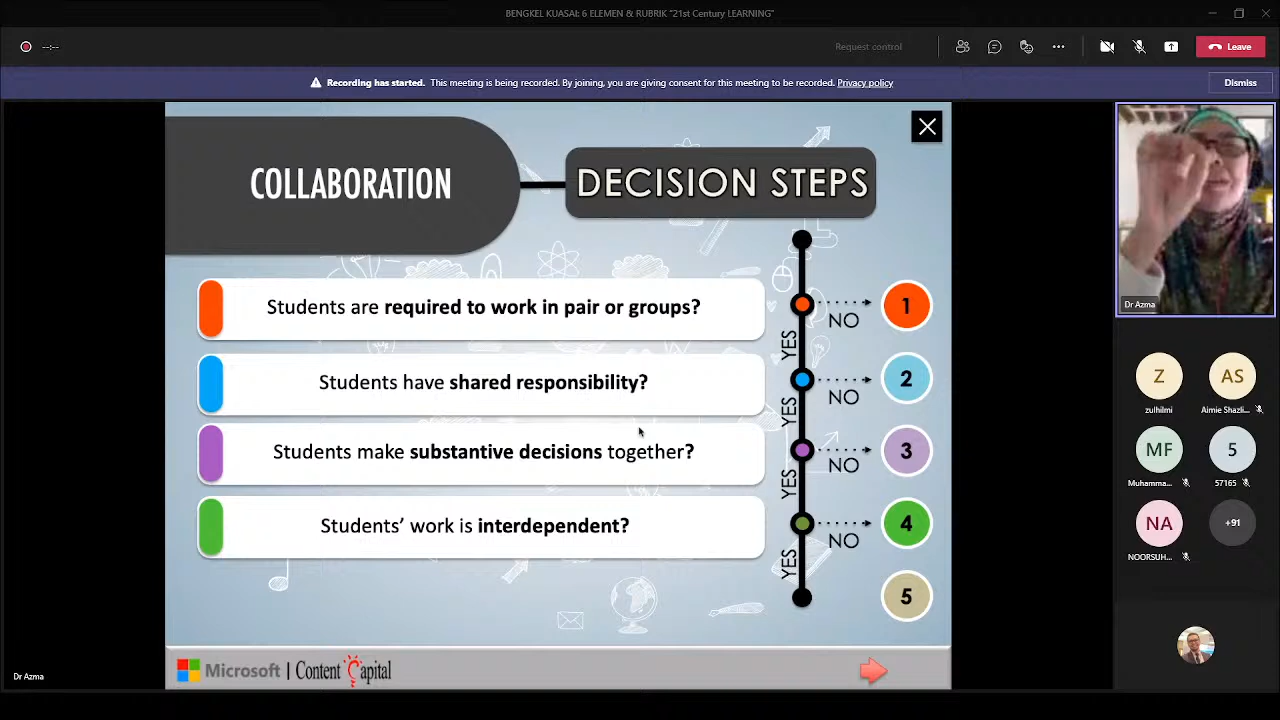 BENGKEL KUASAI: 6 ELEMEN & RUBRIK "21st Century LEARNING"
--:--
Request control
Leave
Recording has started. This meeting is being recorded. By joining, you are giving consent for this meeting to be recorded. Privacy policy
Dismiss
COLLABORATION
DECISION STEPS
Students are required to work in pair or groups?
YES
NO
1
Students have shared responsibility?
YES
NO
2
Students make substantive decisions together?
YES
NO
3
Students' work is interdependent?
YES
NO
4
5
Microsoft | Content Capital
Dr Azma
Dr Azma
Z
zulhilmi
AS
Aimie Shazli...
MF
Muhamma...
5
57165
NA
NOORSUH...
+91